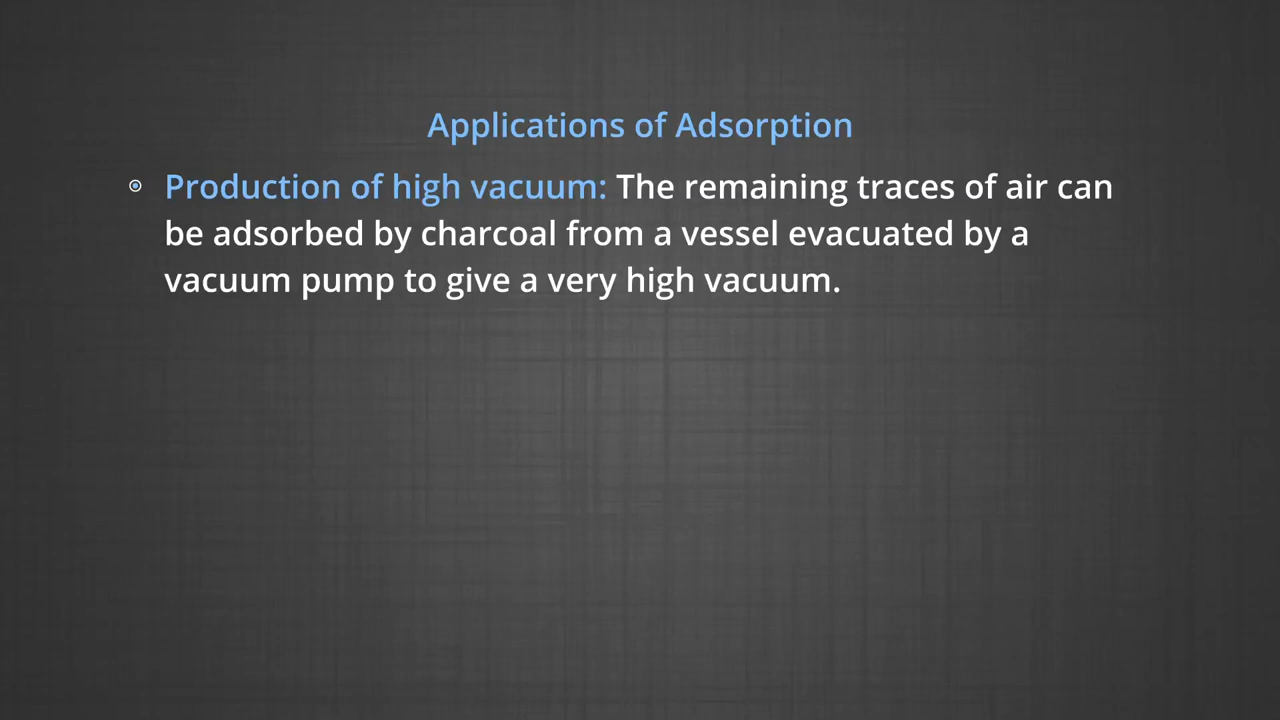 Applications of Adsorption
Production of high vacuum: The remaining traces of air can
be adsorbed by charcoal from a vessel evacuated by a
vacuum pump to give a very high vacuum.